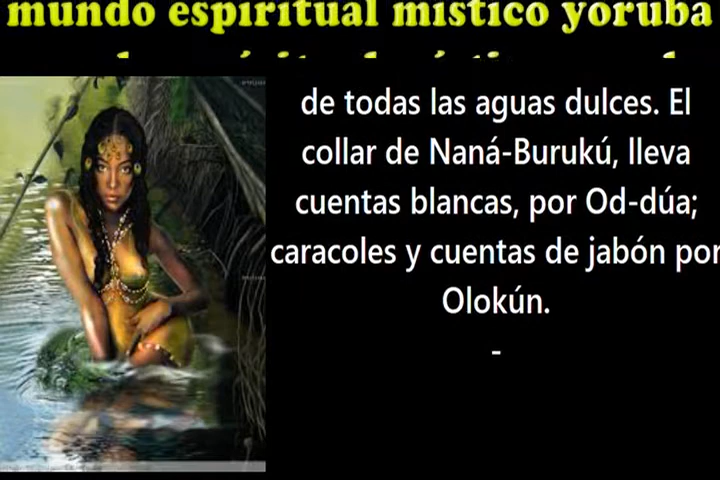 mundo espiritual mistico yoruba
de todas las aguas dulces. El
collar de Naná-Burukú, lleva
cuentas blancas, por Od-dúa;
caracoles y cuentas de jabón por
Olokún.
-